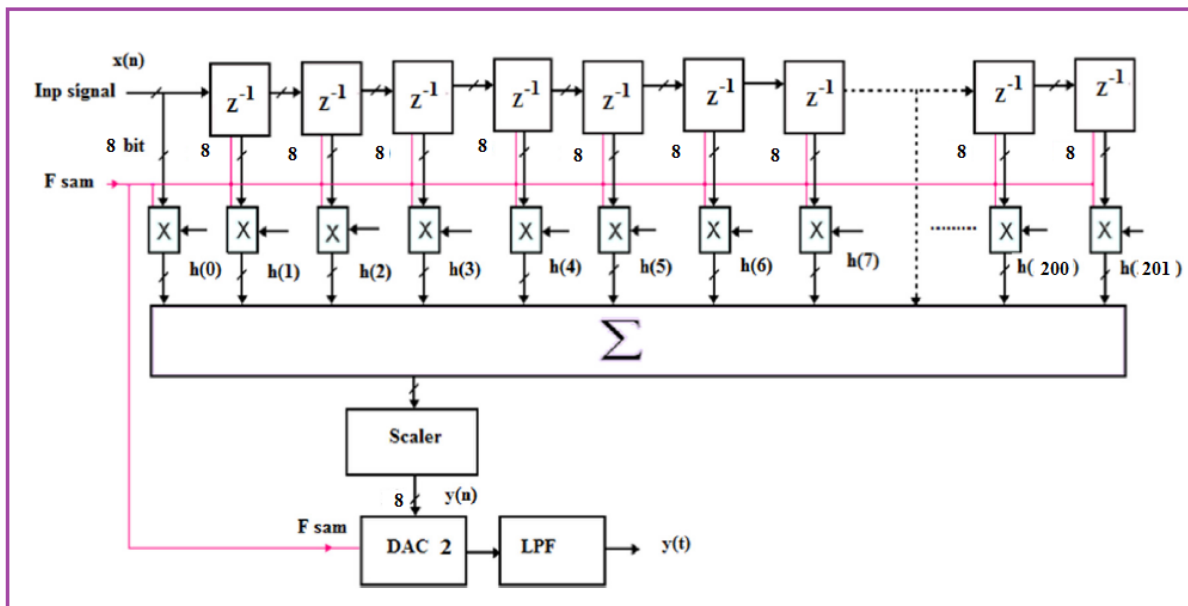 x(n)
Inp signal
z-1 z-1 z-1 z-1 z-1 z-1 z-1 z-1 z-1
8 bit 8 8 8 8 8 8 8 8 8
F sam
X X X X X X X X X X
h(0) h(1) h(2) h(3) h(4) h(5) h(6) h(7) h( 200 ) h( 201 )
Σ
Scaler
8 y(n)
F sam
DAC 2 LPF y(t)